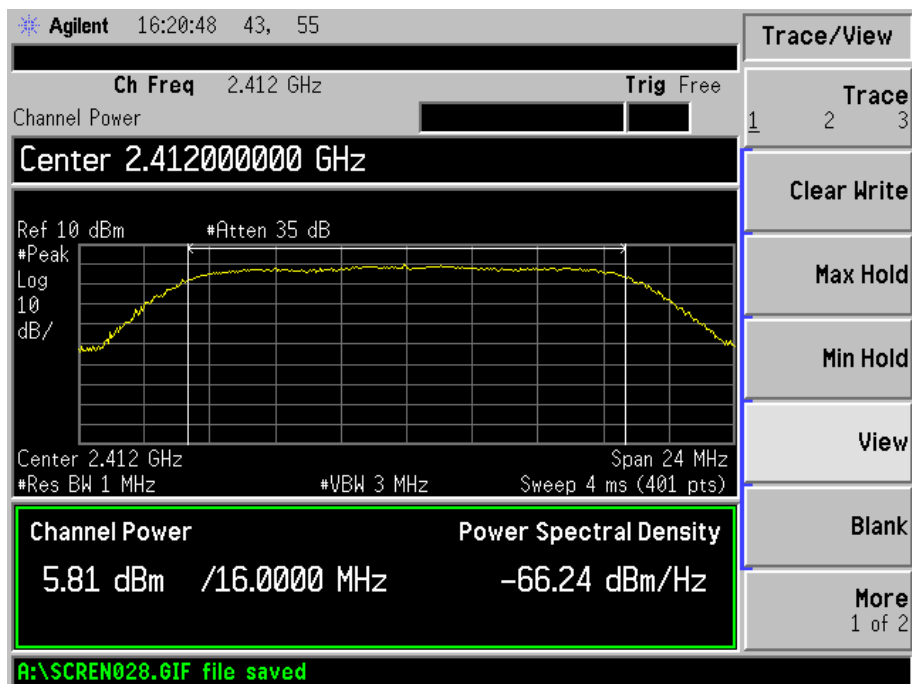 Agilent 16:20:48 43, 55
Trace/View
Ch Freq 2.412 GHz Trig Free
Channel Power
Center 2.412000000 GHz
Ref 10 dBm #Atten 35 dB
#Peak
Log
10
dB/
Center 2.412 GHz Span 24 MHz
#Res BW 1 MHz #VBW 3 MHz Sweep 4 ms (401 pts)
Channel Power Power Spectral Density
5.81 dBm /16.0000 MHz -66.24 dBm/Hz
A:\SCREN028.GIF file saved
Trace
1 2 3
Clear Write
Max Hold
Min Hold
View
Blank
More
1 of 2